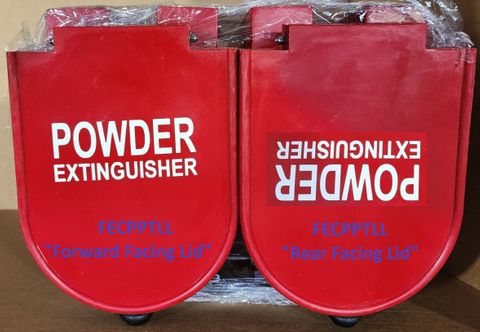 POWDER
EXTINGUISHER
FECPPTLL
"Forward Facing Lid"
POWDER
EXTINGUISHER
FECPPTLL
"Rear Facing Lid"